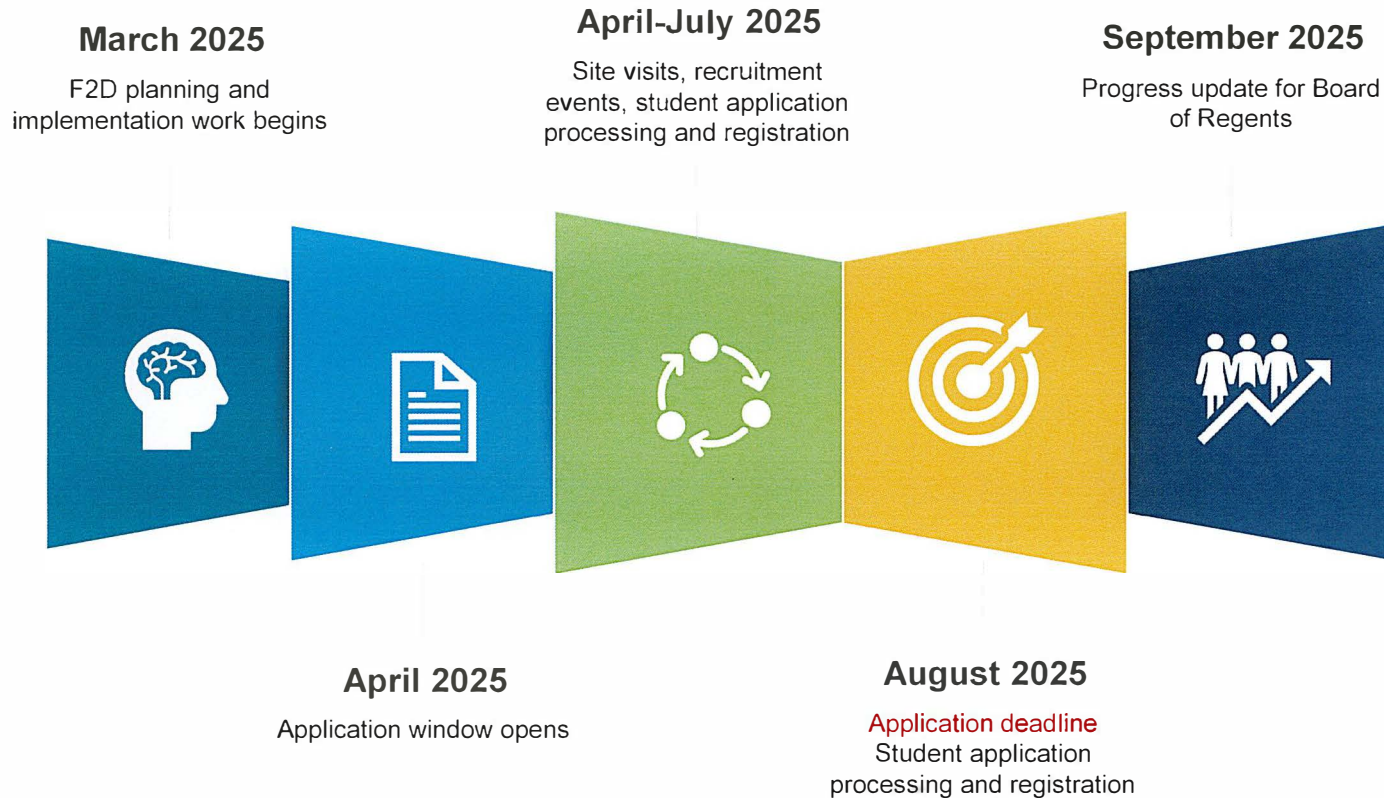 March 2025
F2D planning and
implementation work begins
April 2025
Application window opens
April-July 2025
Site visits, recruitment
events, student application
processing and registration
August 2025
Application deadline
Student application
processing and registration
September 2025
Progress update for Board
of Regents